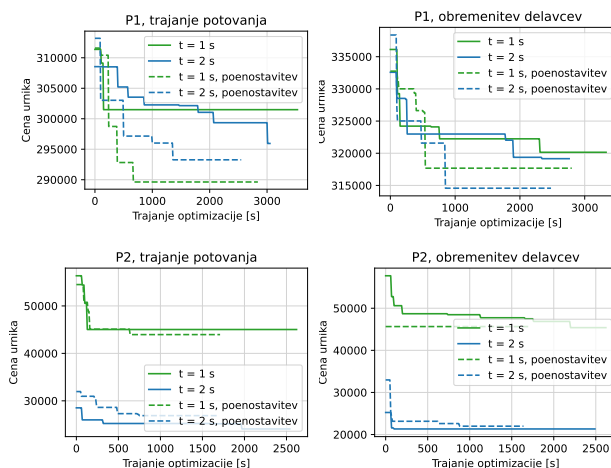 P1, trajanje potovanja
Cena urnika
310000
305000
300000
295000
290000
t = 1 s
t = 2 s
t = 1 s, poenostavitev
t = 2 s, poenostavitev
0
1000
2000
3000
Trajanje optimizacije [s]
P1, obremenitev delavcev
Cena urnika
335000
330000
325000
320000
315000
t = 1 s
t = 2 s
t = 1 s, poenostavitev
t = 2 s, poenostavitev
0
1000
2000
3000
Trajanje optimizacije [s]
P2, trajanje potovanja
Cena urnika
50000
40000
30000
t = 1 s
t = 2 s
t = 1 s, poenostavitev
t = 2 s, poenostavitev
0
500
1000
1500
2000
2500
Trajanje optimizacije [s]
P2, obremenitev delavcev
Cena urnika
50000
40000
30000
20000
t = 1 s
t = 2 s
t = 1 s, poenostavitev
t = 2 s, poenostavitev
0
500
1000
1500
2000
2500
Trajanje optimizacije [s]